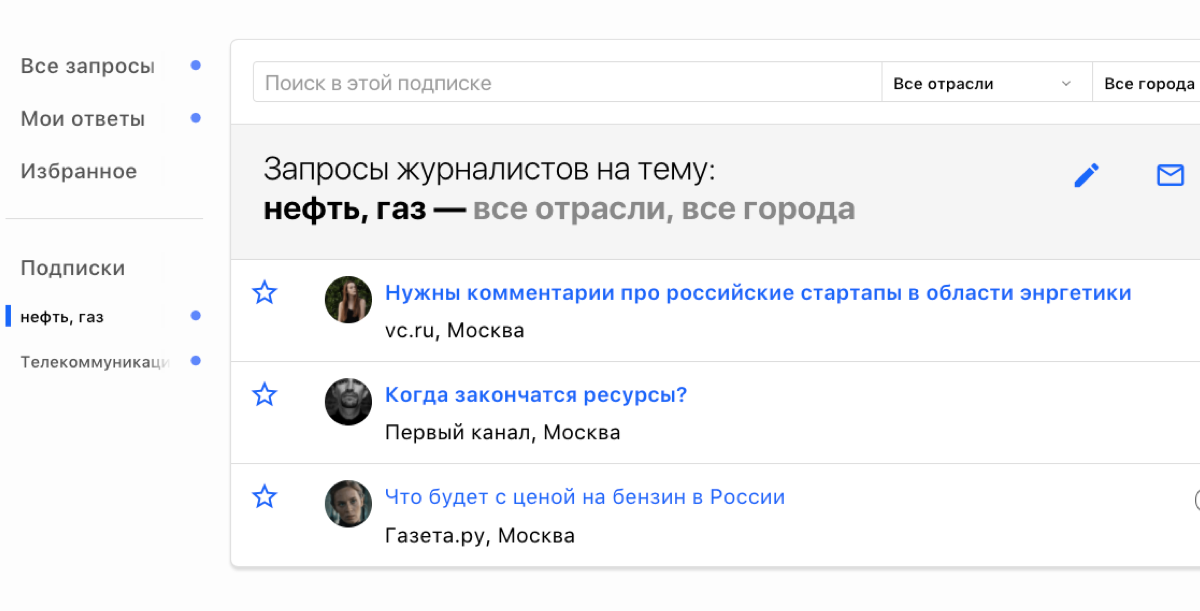 Все запросы
Мои ответы
Избранное
Подписки
нефть, газ
Телекоммуникаци
Поиск в этой подписке
Все отрасли
Все города
Запросы журналистов на тему:
нефть, газ — все отрасли, все города
Нужны комментарии про российские стартапы в области энргетики
vc.ru, Москва
Когда закончатся ресурсы?
Первый канал, Москва
Что будет с ценой на бензин в России
Газета.ру, Москва